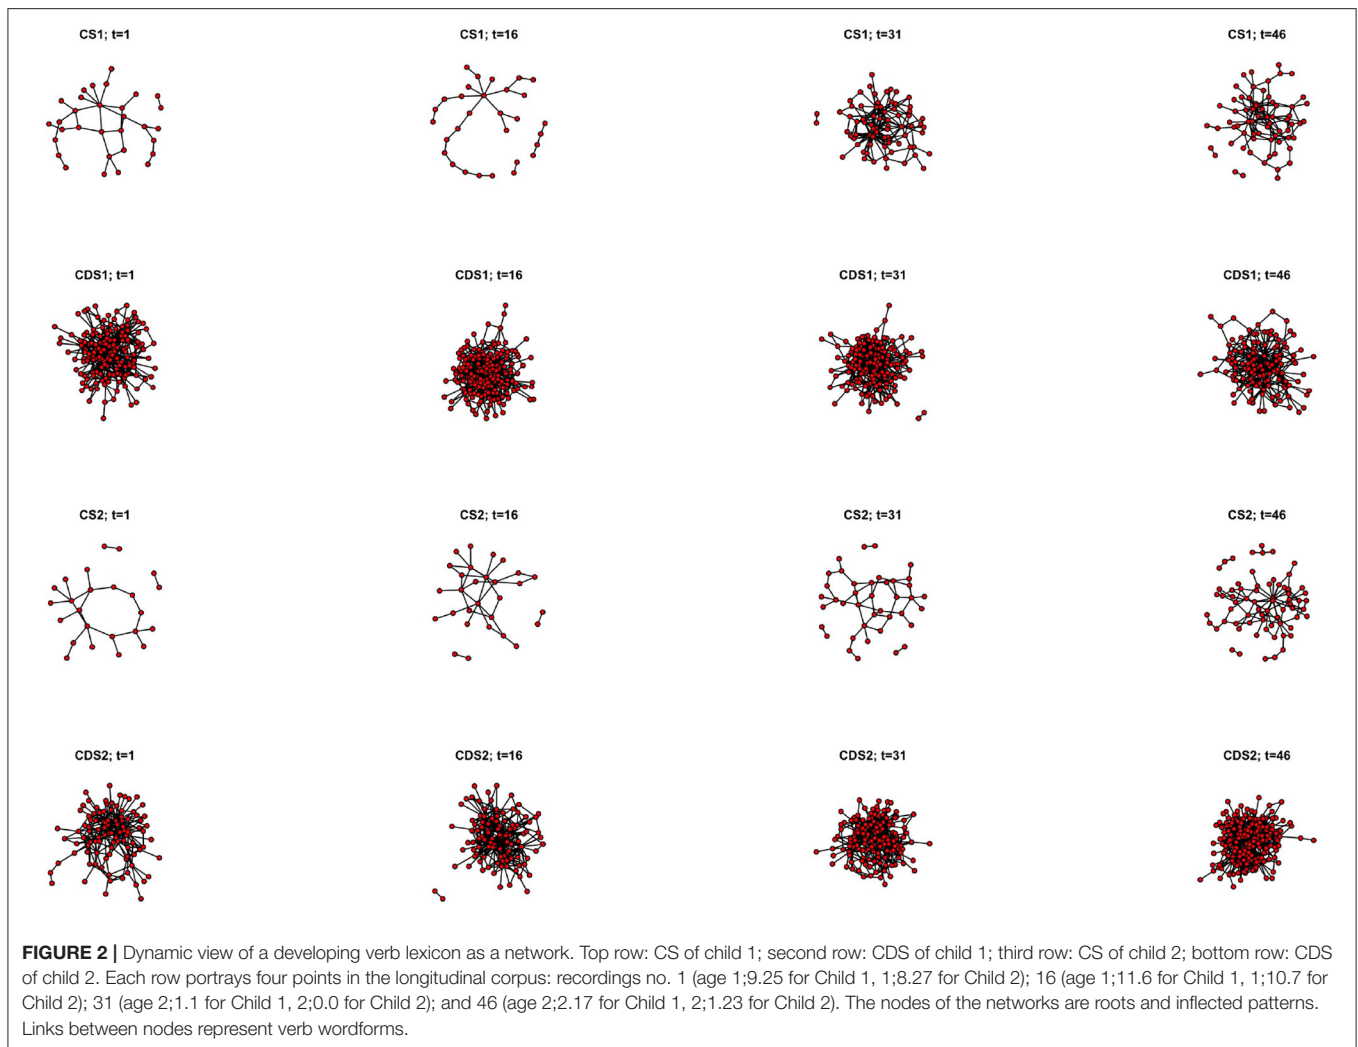 CS1; t=1
CS1; t=16
CS1; t=31
CS1; t=46
CDS1; t=1
CDS1; t=16
CDS1; t=31
CDS1; t=46
CS2; t=1
CS2; t=16
CS2; t=31
CS2; t=46
CDS2; t=1
CDS2; t=16
CDS2; t=31
CDS2; t=46
FIGURE 2 | Dynamic view of a developing verb lexicon as a network. Top row: CS of child 1; second row: CDS of child 1; third row: CS of child 2; bottom row: CDS
of child 2. Each row portrays four points in the longitudinal corpus: recordings no. 1 (age 1;9.25 for Child 1, 1;8.27 for Child 2); 16 (age 1;11.6 for Child 1, 1;10.7 for
Child 2); 31 (age 2;1.1 for Child 1, 2;0.0 for Child 2); and 46 (age 2;2.17 for Child 1, 2;1.23 for Child 2). The nodes of the networks are roots and inflected patterns.
Links between nodes represent verb wordforms.